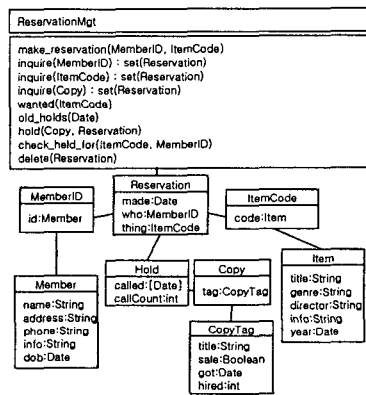 ReservationMgt
make_reservation(MemberID, ItemCode)
inquire(MemberID) : set(Reservation)
inquire(ItemCode) : set(Reservation)
inquire(Copy) : set(Reservation)
wanted(ItemCode)
old_holds(Date)
hold(Copy, Reservation)
check_held_for(ItemCode, MemberID)
delete(Reservation)
Reservation
made:Date
who:MemberID
thing:ItemCode
MemberID
id:Member
ItemCode
code:Item
Hold
called:{Date}
callCount:int
Copy
tag:CopyTag
Item
title:String
genre:String
director:String
info:String
year:Date
Member
name:String
address:String
phone:String
info:String
dob:Date
CopyTag
title:String
sale:Boolean
got:Date
hired:int